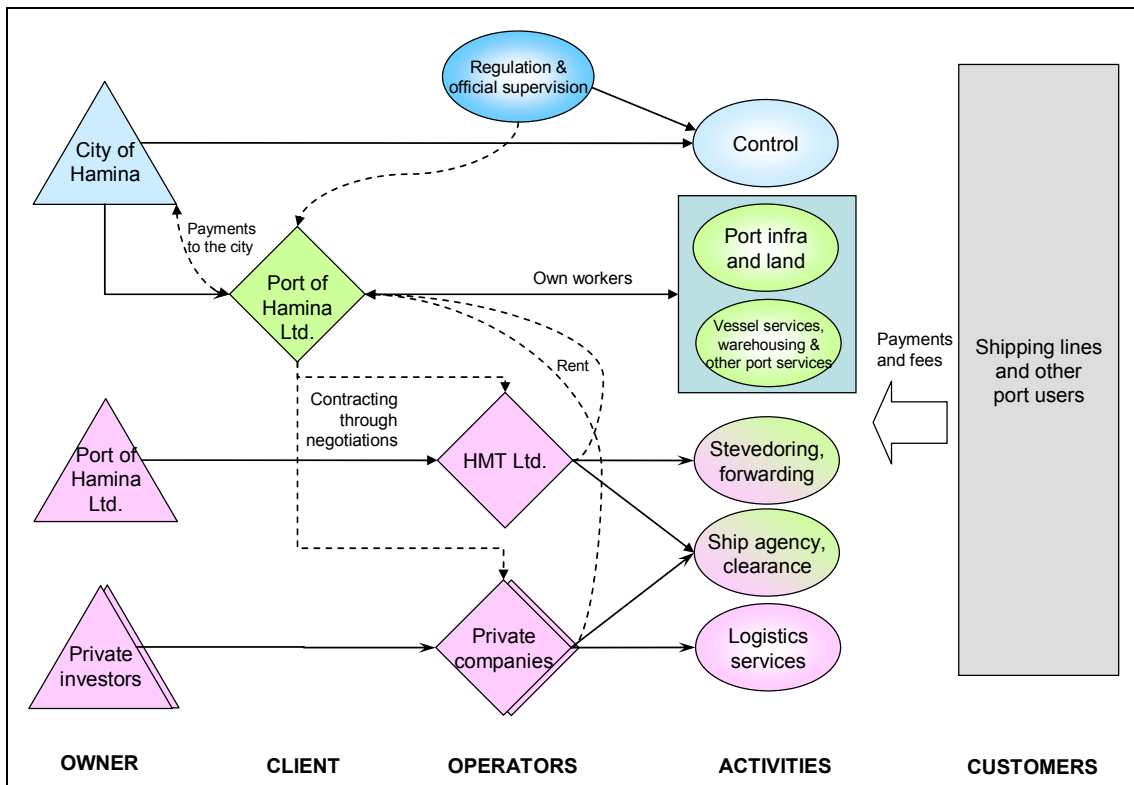 Regulation &
official supervision
City of
Hamina
Control
Payments
to the city
Port of
Hamina
Ltd.
Own workers
Port infra
and land
Vessel services,
warehousing &
other port services
Payments
and fees
Shipping lines
and other
port users
Rent
Contracting
through
negotiations
Port of
Hamina
Ltd.
HMT Ltd.
Stevedoring,
forwarding
Ship agency,
clearance
Private
investors
Private
companies
Logistics
services
OWNER
CLIENT
OPERATORS
ACTIVITIES
CUSTOMERS